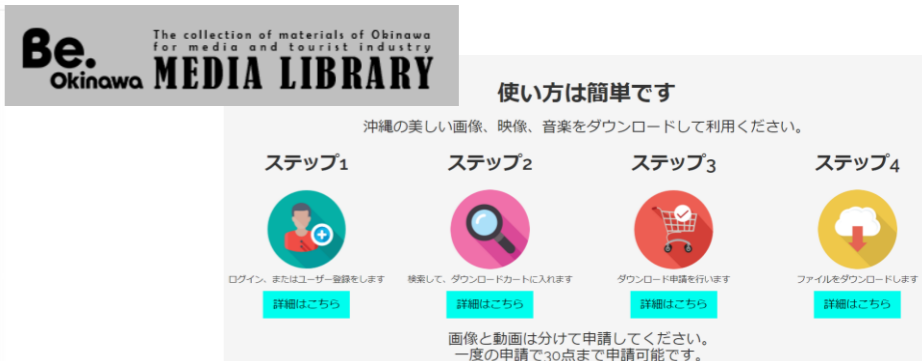 Be.
Okinawa
The collection of materials of Okinawa
for media and tourist industry
MEDIA LIBRARY
使い方は簡単です
沖縄の美しい画像、映像、音楽をダウンロードして利用ください。
ステップ1
ステップ2
ステップ3
ステップ4
ログイン、またはユーザー登録をします
検索して、ダウンロードカートに入れます
ダウンロード申請を行います
ファイルをダウンロードします
詳細はこちら
詳細はこちら
詳細はこちら
詳細はこちら
画像と動画は分けて申請してください。
一度の申請で30点まで申請可能です。